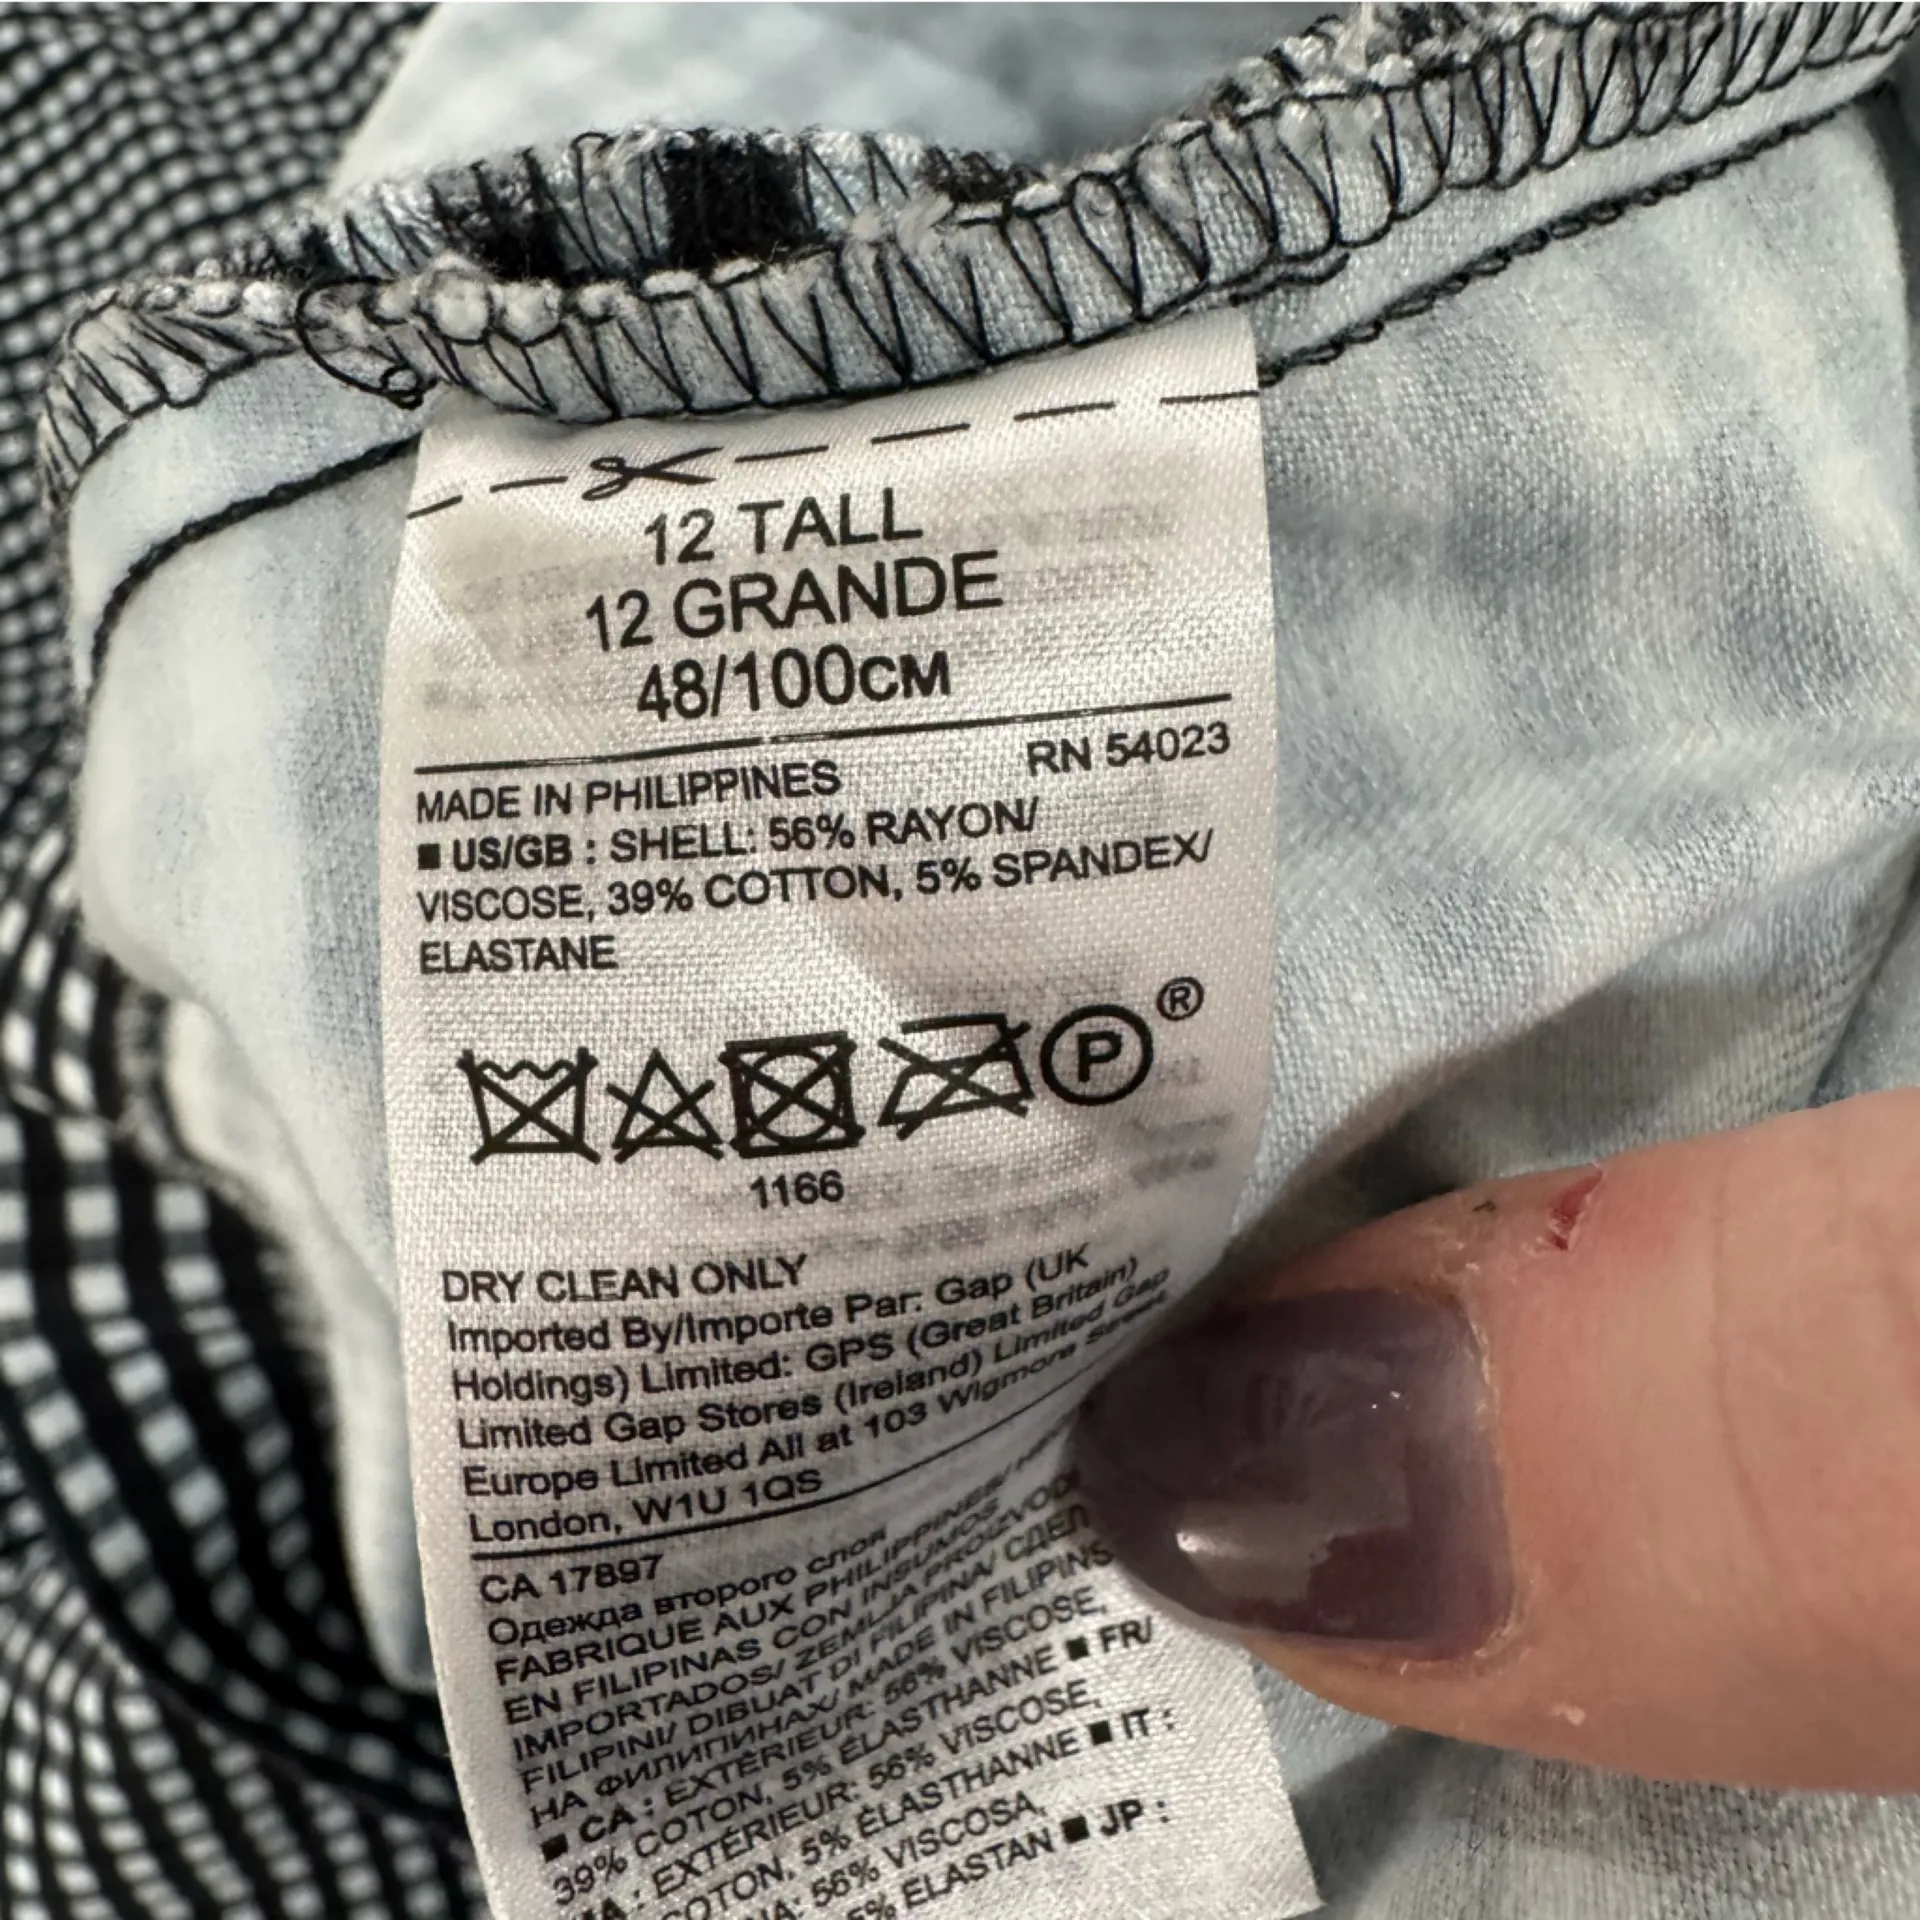 12 TALL
12 GRANDE
48/100CM
RN 54023
MADE IN PHILIPPINES
■ US/GB : SHELL: 56% RAYON/
VISCOSE, 39% COTTON, 5% SPANDEX/
ELASTANE
P ®
1166
DRY CLEAN ONLY
Imported By/Importe Par: Gap (UK
Holdings) Limited: GPS (Great Britain)
Limited Gap Stores (Ireland) Limited Gap
Europe Limited All at 103 Wigmore Street
London, W1U 1QS
CA 17897
Одежда второго слоя
FABRIQUE AUX PHILIPPINES/
EN FILIPINAS CON INSUMOS
IMPORTADOS/ ZEMLJA PROIZVOD
FILIPINI/ DIBUAT DI FILIPINA/ СДЕЛ
НА ФИЛИПИНАХ/ MADE IN FILIPINS
■ CA : EXTÉRIEUR: 56% VISCOSE,
39% COTON, 5% ÉLASTHANNE ■ FR/
MA : EXTÉRIEUR: 56% VISCOSE,
COTON, 5% ÉLASTHANNE ■ IT :
NA: 56% VISCOSA,
5% ELASTAN ■ JP :